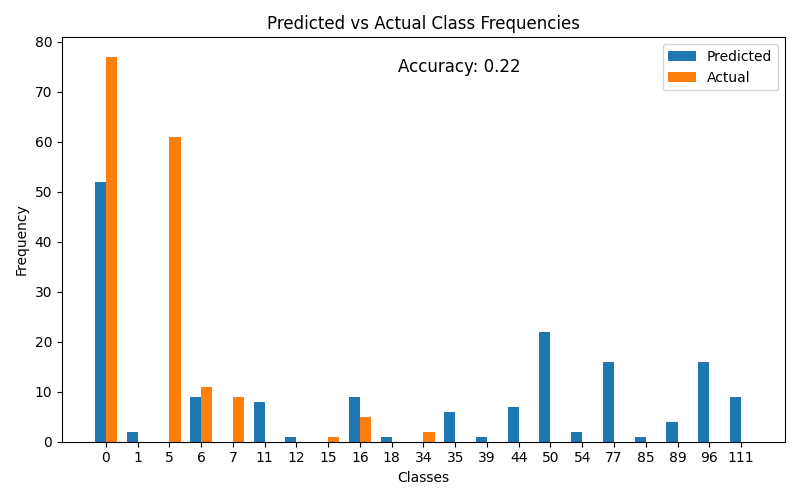 Predicted vs Actual Class Frequencies
Accuracy: 0.22
Predicted
Actual
Frequency
80
70
60
50
40
30
20
10
0
0 1 5 6 7 11 12 15 16 18 34 35 39 44 50 54 77 85 89 96 111
Classes